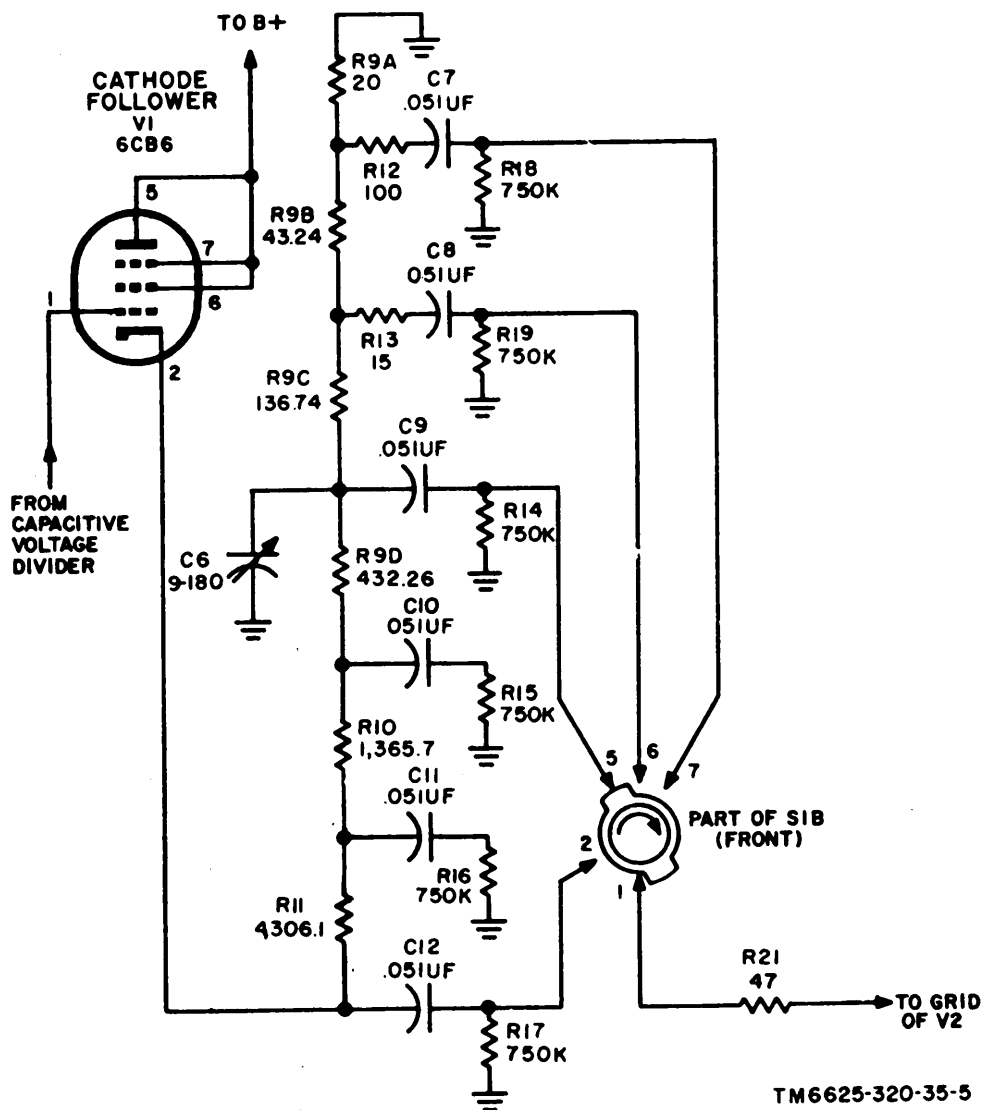 TO B+
CATHODE
FOLLOWER
V1
6CB6
5
7
6
1
2
FROM
CAPACITIVE
VOLTAGE
DIVIDER
R9A
20
C7
.051UF
R12
100
R18
750K
R9B
43.24
C8
051UF
R13
15
R19
750K
R9C
136.74
C9
.051UF
R14
750K
C6
9-180
R9D
432.26
C10
051UF
R15
750K
R10
1,365.7
C11
.051UF
R16
750K
R11
4,306.1
C12
.051UF
R17
750K
5
6
7
2
1
PART OF S1B
(FRONT)
R21
47
TO GRID
OF V2
TM6625-320-35-5